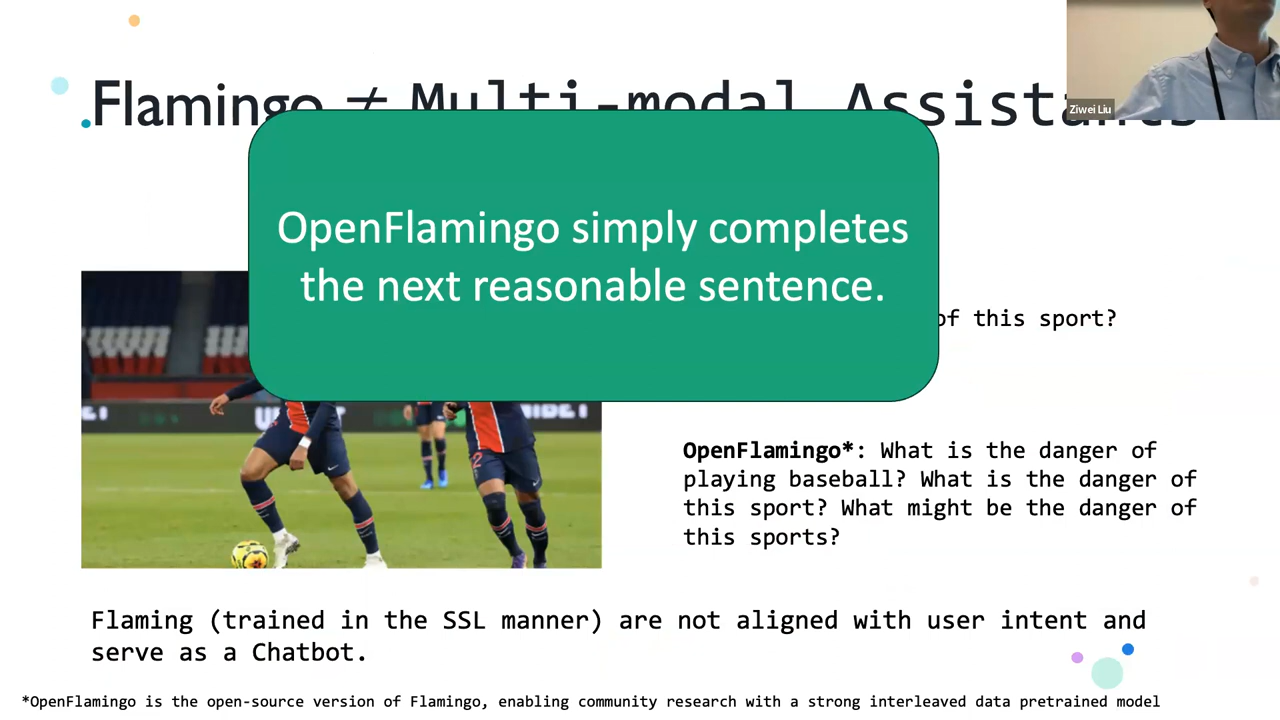 Flamingo ≠ Multi-modal Assistants
Ziwei Liu
OpenFlamingo simply completes
the next reasonable sentence.
of this sport?
OpenFlamingo*: What is the danger of
playing baseball? What is the danger of
this sport? What might be the danger of
this sports?
Flaming (trained in the SSL manner) are not aligned with user intent and
serve as a Chatbot.
*OpenFlamingo is the open-source version of Flamingo, enabling community research with a strong interleaved data pretrained model